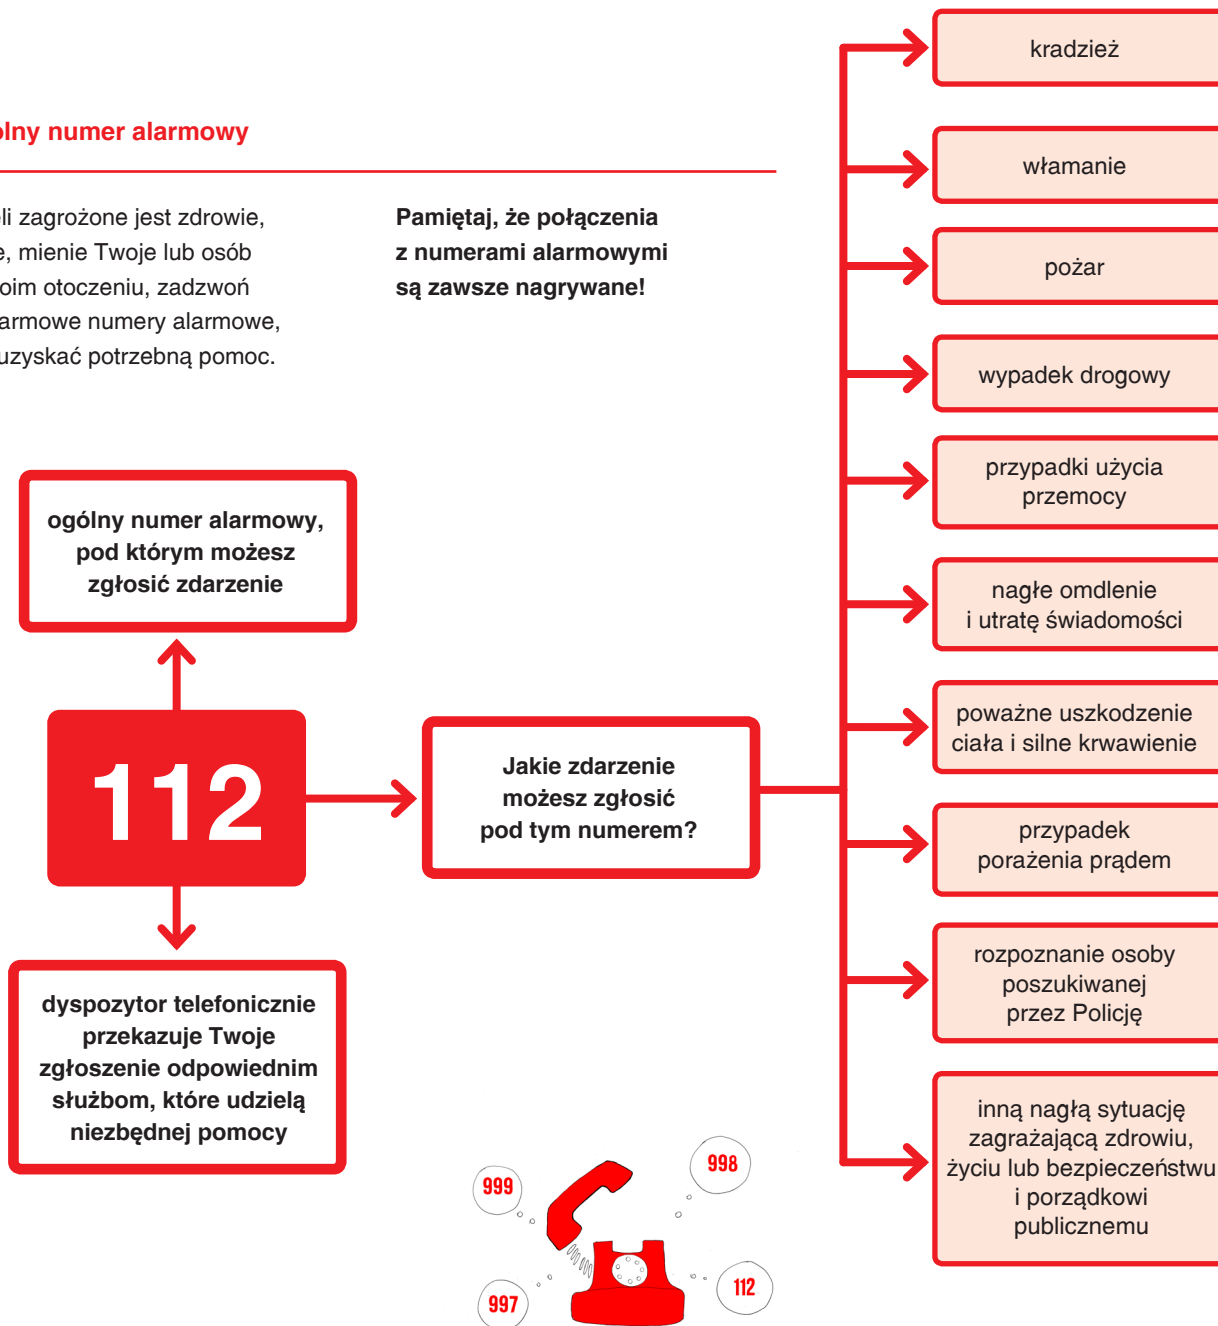 lny numer alarmowy
li zagrożone jest zdrowie,
e, mienie Twoje lub osób
oim otoczeniu, zadzwoń
armowe numery alarmowe,
uzyskać potrzebną pomoc.
Pamiętaj, że połączenia
z numerami alarmowymi
są zawsze nagrywane!
ogólny numer alarmowy,
pod którym możesz
zgłosić zdarzenie
112
dyspozytor telefonicznie
przekazuje Twoje
zgłoszenie odpowiednim
służbom, które udzielą
niezbędnej pomocy
Jakie zdarzenie
możesz zgłosić
pod tym numerem?
kradzież
włamanie
pożar
wypadek drogowy
przypadki użycia
przemocy
nagłe omdlenie
i utratę świadomości
poważne uszkodzenie
ciała i silne krwawienie
przypadek
porażenia prądem
rozpoznanie osoby
poszukiwanej
przez Policję
inną nagłą sytuację
zagrażającą zdrowiu,
życiu lub bezpieczeństwu
i porządkowi
publicznemu
999
998
997
112